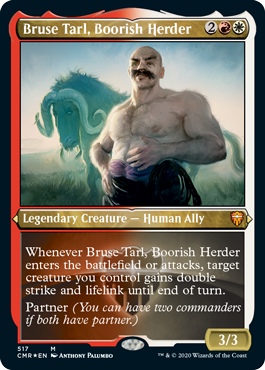 Bruse Tarl, Boorish Herder 2
Legendary Creature — Human Ally
Whenever Bruse Tarl, Boorish Herder
enters the battlefield or attacks, target
creature you control gains double
strike and lifelink until end of turn.
Partner (You can have two commanders
if both have partner.)
3/3
517 M
CMR EN ANTHONY PALUMBO
™ & © 2020 Wizards of the Coast